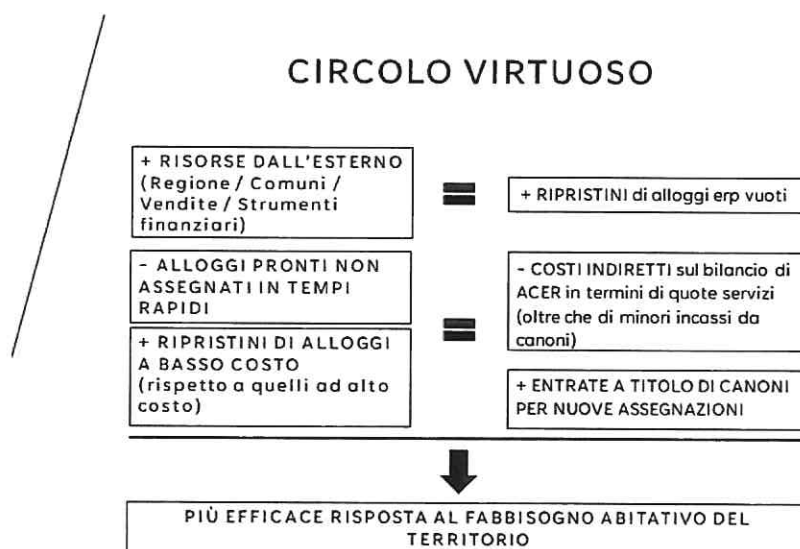 CIRCOLO VIRTUOSO
+ RISORSE DALL'ESTERNO
(Regione / Comuni /
Vendite / Strumenti
finanziari)
=
+ RIPRISTINI di alloggi erp vuoti
- ALLOGGI PRONTI NON
ASSEGNATI IN TEMPI
RAPIDI
+ RIPRISTINI DI ALLOGGI
A BASSO COSTO
(rispetto a quelli ad alto
costo)
=
- COSTI INDIRETTI sul bilancio di
ACER in termini di quote servizi
(oltre che di minori incassi da
canoni)
+ ENTRATE A TITOLO DI CANONI
PER NUOVE ASSEGNAZIONI
PIÙ EFFICACE RISPOSTA AL FABBISOGNO ABITATIVO DEL
TERRITORIO